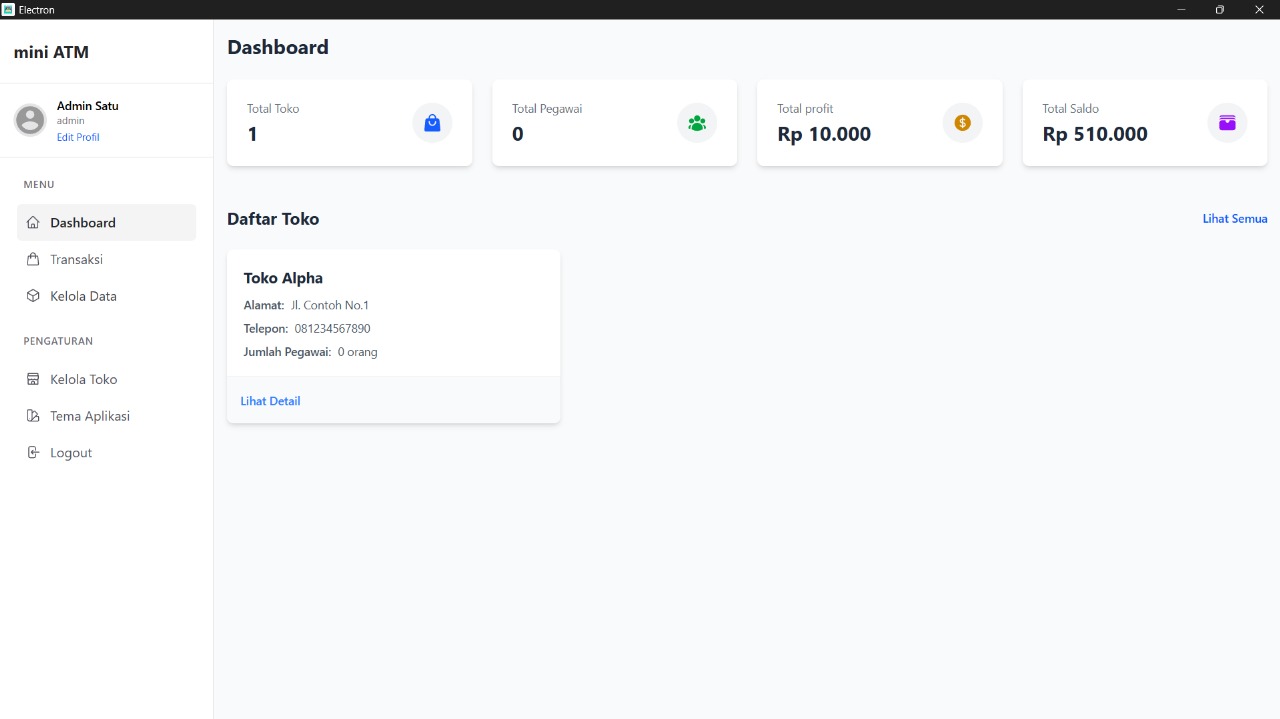 Electron
mini ATM
Admin Satu
admin
Edit Profil
MENU
Dashboard
Transaksi
Kelola Data
PENGATURAN
Kelola Toko
Tema Aplikasi
Logout
Dashboard
Total Toko
1
Total Pegawai
0
Total profit
Rp 10.000
Total Saldo
Rp 510.000
Daftar Toko
Lihat Semua
Toko Alpha
Alamat: Jl. Contoh No.1
Telepon: 081234567890
Jumlah Pegawai: 0 orang
Lihat Detail